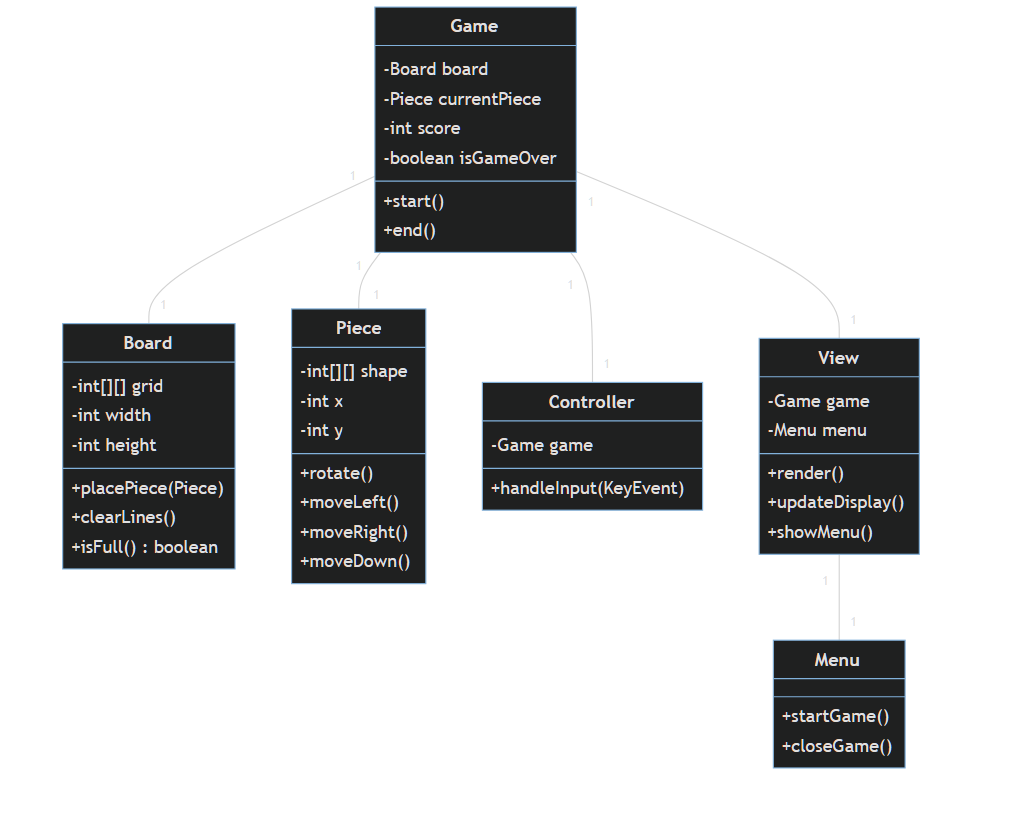 Game
-Board board
-Piece currentPiece
-int score
-boolean isGameOver
+start()
+end()
1
1
1
1
1
1
1
1
Board
-int[][] grid
-int width
-int height
+placePiece(Piece)
+clearLines()
+isFull() : boolean
Piece
-int[][] shape
-int x
-int y
+rotate()
+moveLeft()
+moveRight()
+moveDown()
Controller
-Game game
+handleInput(KeyEvent)
View
-Game game
-Menu menu
+render()
+updateDisplay()
+showMenu()
1
1
Menu
+startGame()
+closeGame()